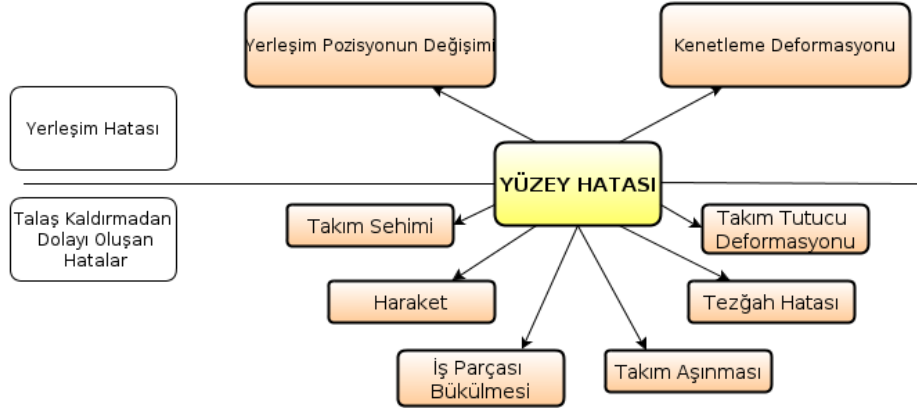 Yerleşim Pozisyonun Değişimi
Kenetleme Deformasyonu
Yerleşim Hatası
YÜZEY HATASI
Talaş Kaldırmadan
Dolayı Oluşan
Hatalar
Takım Sehimi
Takım Tutucu
Deformasyonu
Haraket
Tezğah Hatası
İş Parçası
Bükülmesi
Takım Aşınması